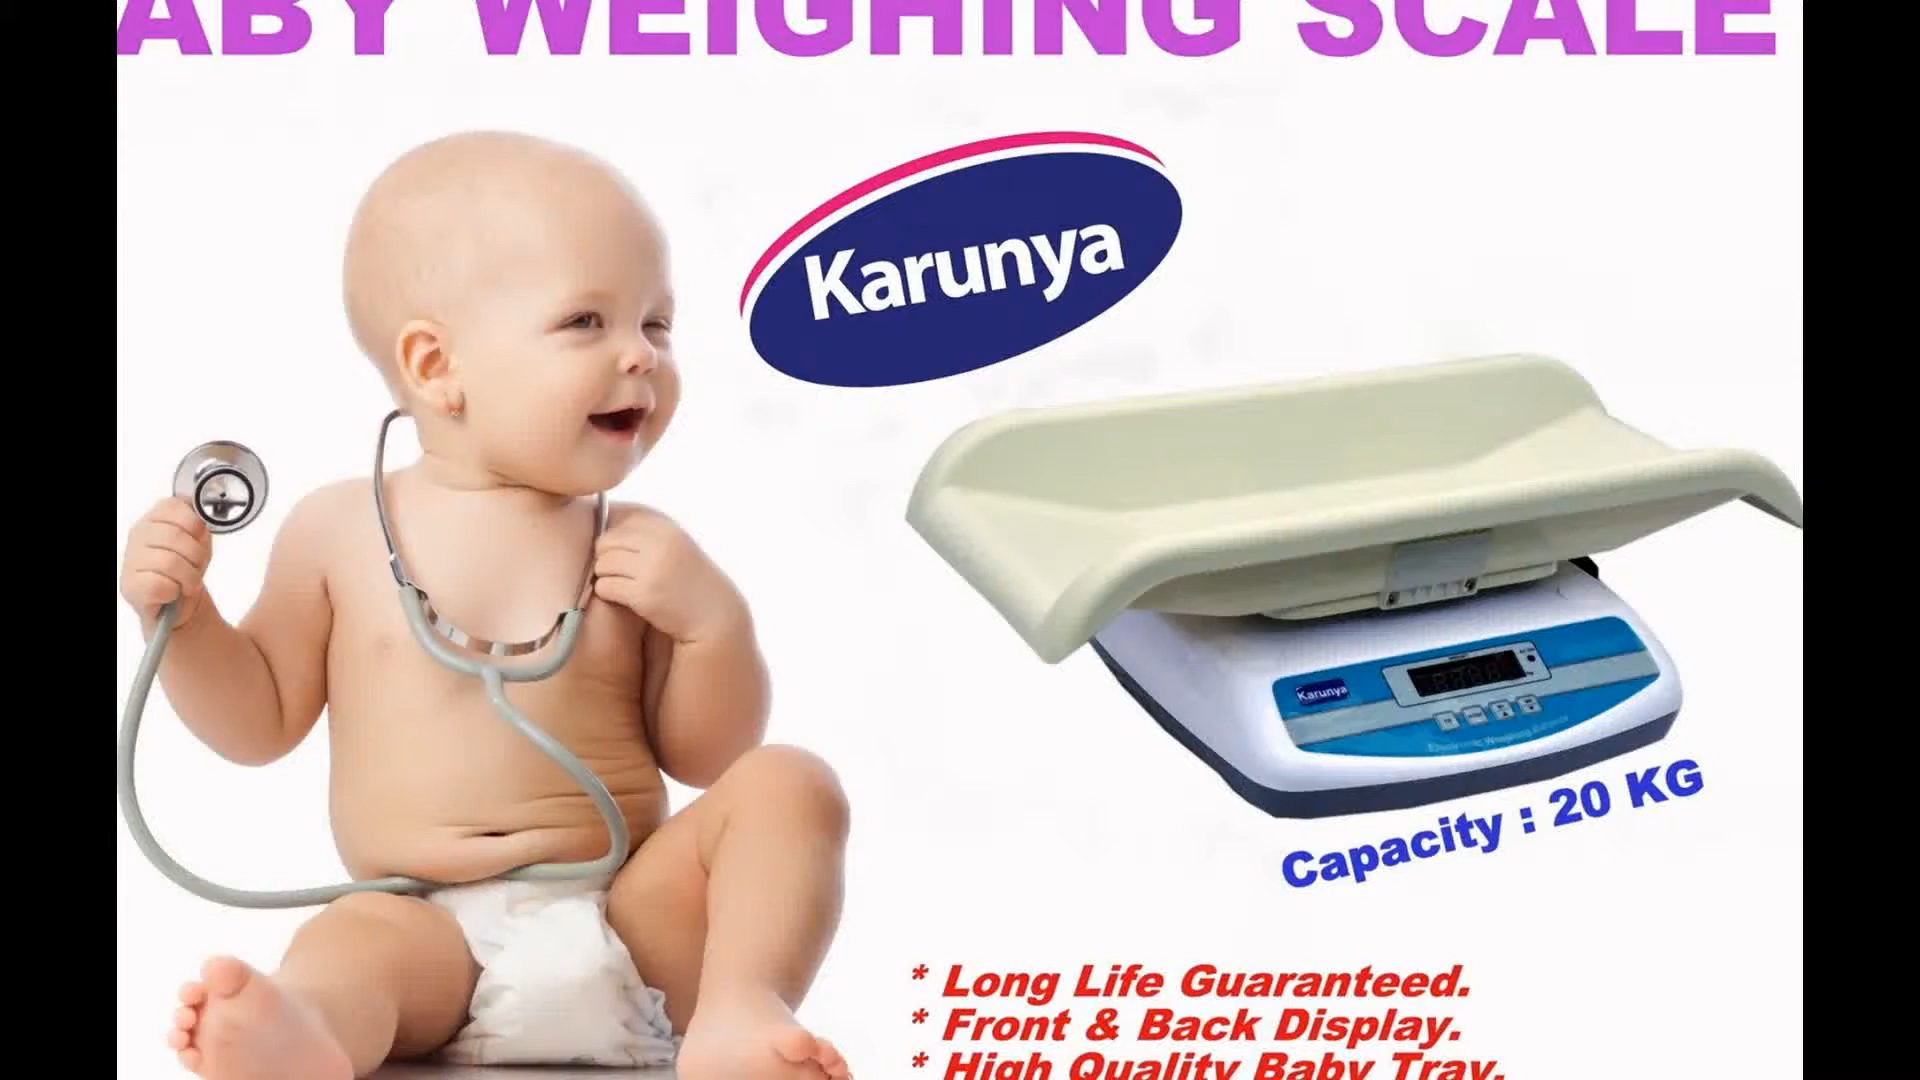 ABY WEIGHING SCALE
Karunya
Karunya
Capacity : 20 KG
* Long Life Guaranteed.
* Front & Back Display.
* High Quality Baby Tray.